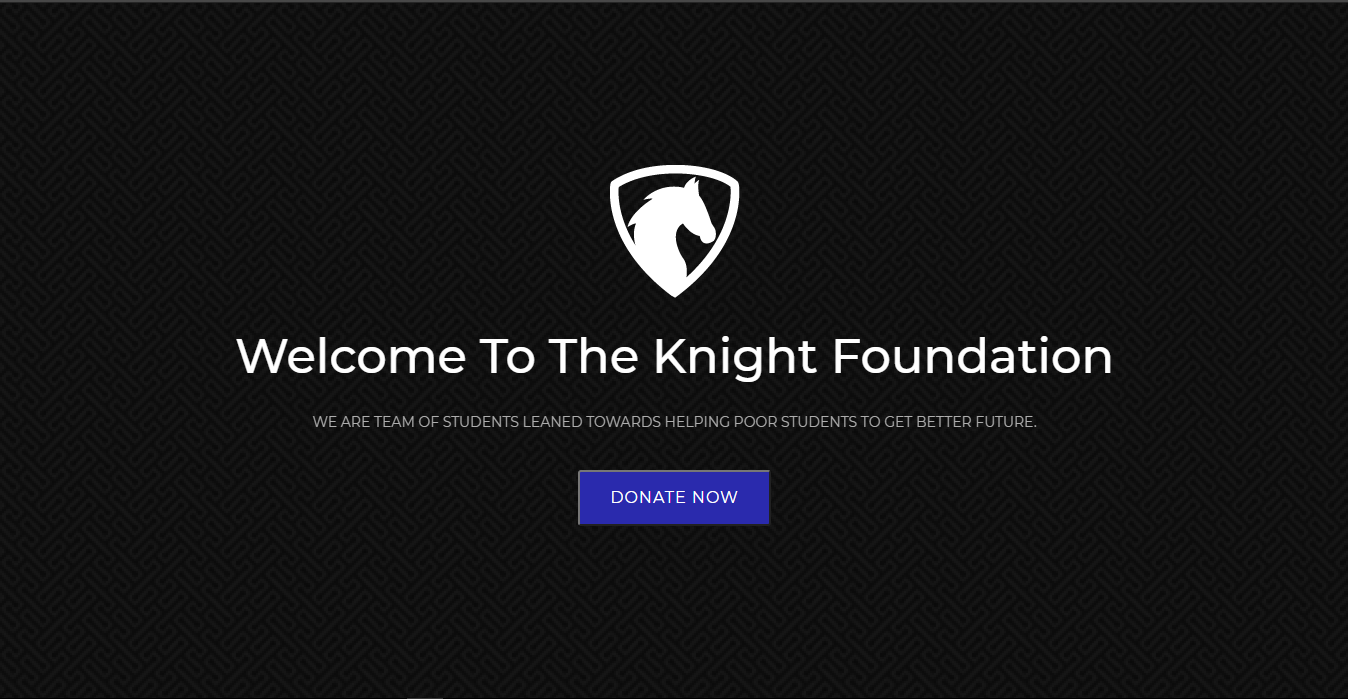 Welcome To The Knight Foundation
WE ARE TEAM OF STUDENTS LEANED TOWARDS HELPING POOR STUDENTS TO GET BETTER FUTURE.
DONATE NOW